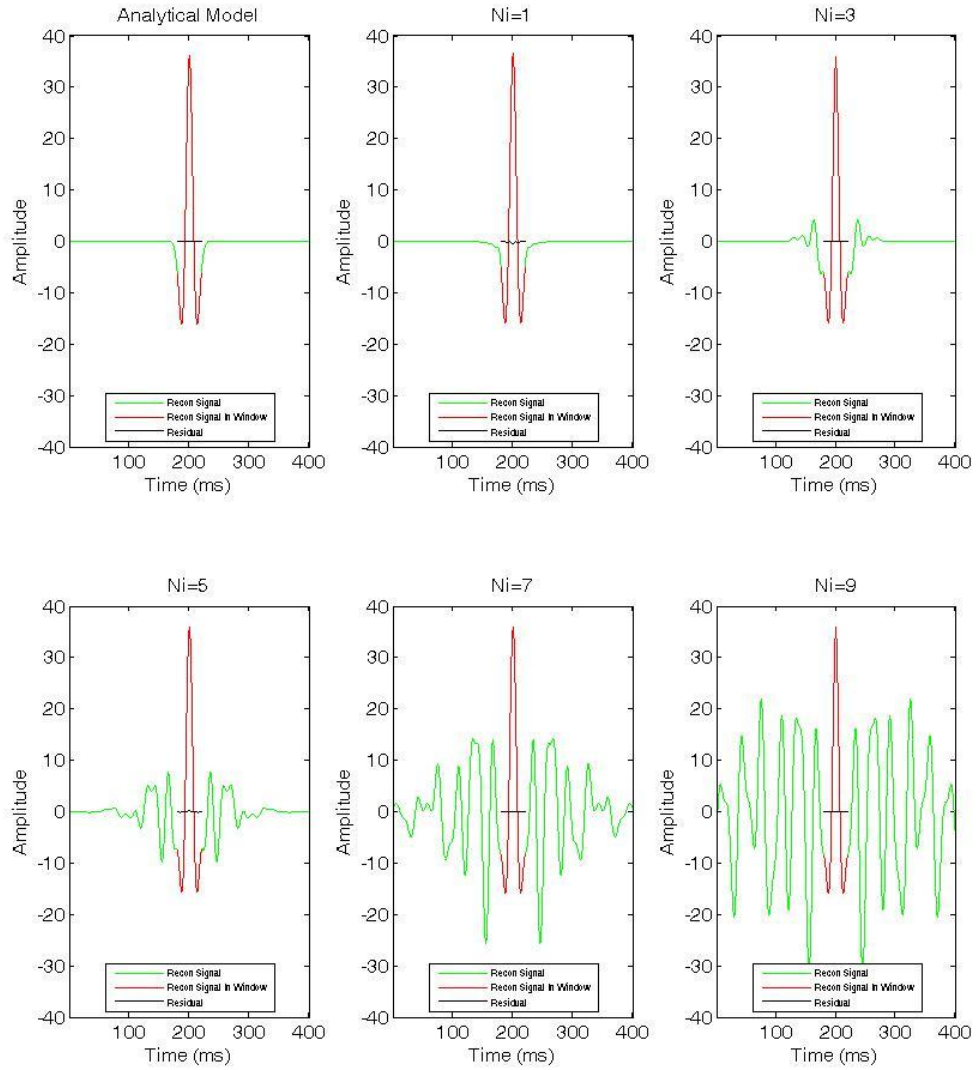 Analytical Model
40
30
20
10
0
-10
-20
-30
-40
Amplitude
Recon Signal
Recon Signal In Window
Residual
100 200 300 400
Time (ms)
Ni=1
40
30
20
10
0
-10
-20
-30
-40
Amplitude
Recon Signal
Recon Signal In Window
Residual
100 200 300 400
Time (ms)
Ni=3
40
30
20
10
0
-10
-20
-30
-40
Amplitude
Recon Signal
Recon Signal In Window
Residual
100 200 300 400
Time (ms)
Ni=5
40
30
20
10
0
-10
-20
-30
-40
Amplitude
Recon Signal
Recon Signal In Window
Residual
100 200 300 400
Time (ms)
Ni=7
40
30
20
10
0
-10
-20
-30
-40
Amplitude
Recon Signal
Recon Signal In Window
Residual
100 200 300 400
Time (ms)
Ni=9
40
30
20
10
0
-10
-20
-30
-40
Amplitude
Recon Signal
Recon Signal In Window
Residual
100 200 300 400
Time (ms)